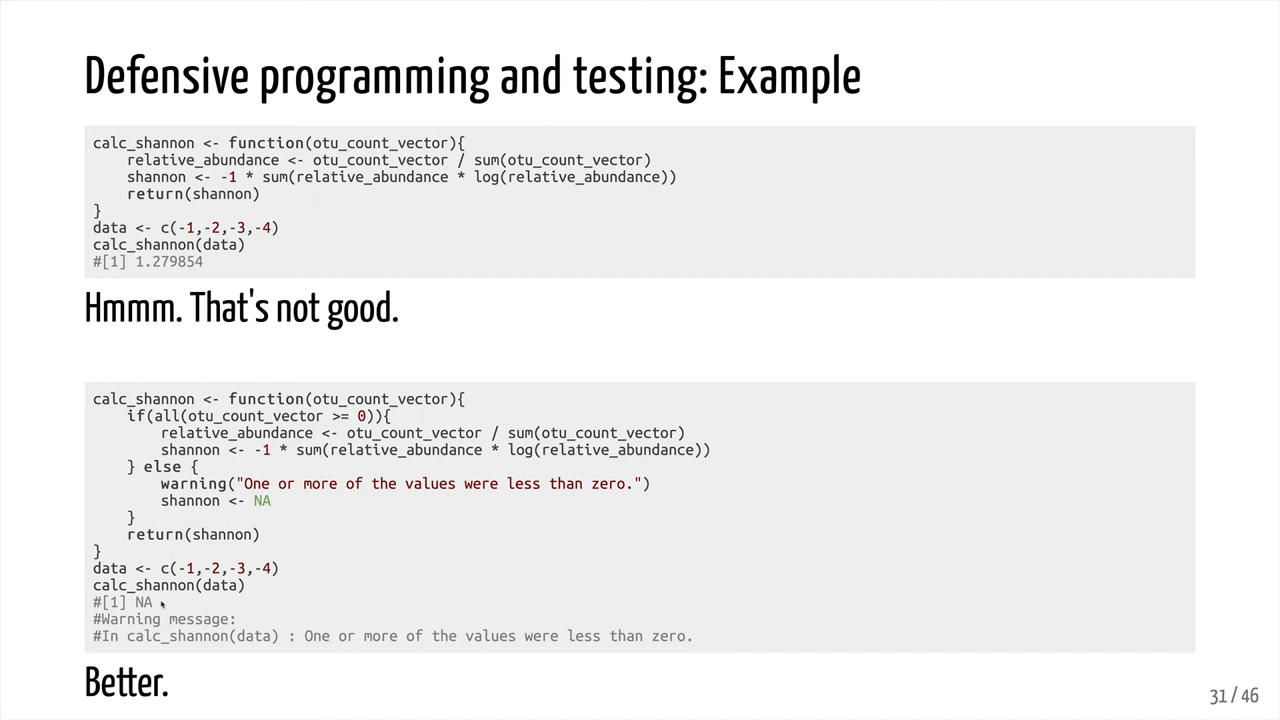 Defensive programming and testing: Example
calc_shannon <- function(otu_count_vector){
    relative_abundance <- otu_count_vector / sum(otu_count_vector)
    shannon <- -1 * sum(relative_abundance * log(relative_abundance))
    return(shannon)
}
data <- c(-1,-2,-3,-4)
calc_shannon(data)
#[1] 1.279854
Hmmm. That's not good.
calc_shannon <- function(otu_count_vector){
    if(all(otu_count_vector >= 0)){
        relative_abundance <- otu_count_vector / sum(otu_count_vector)
        shannon <- -1 * sum(relative_abundance * log(relative_abundance))
    } else {
        warning("One or more of the values were less than zero.")
        shannon <- NA
    }
    return(shannon)
}
data <- c(-1,-2,-3,-4)
calc_shannon(data)
#[1] NA
#Warning message:
#In calc_shannon(data) : One or more of the values were less than zero.
Better.
31 / 46